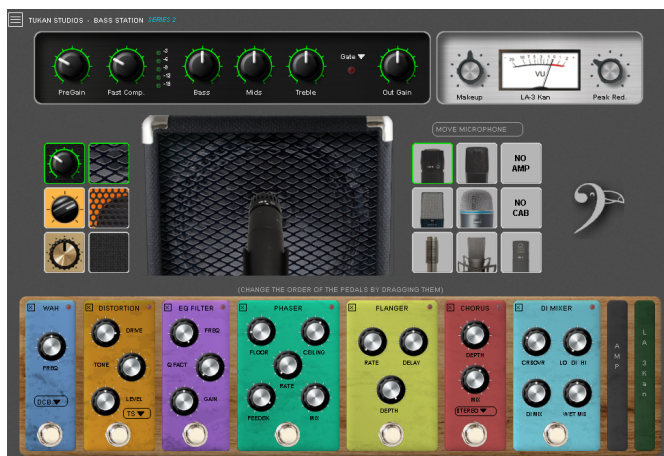 TUKAN STUDIOS - BASS STATION SERIES 2
-3
-6
-9
-12
-18
Gate
PreGain Fast Comp. Bass Mids Treble Out Gain
VU
Makeup LA-3 Kan Peak Red.
MOVE MICROPHONE
NO AMP
NO CAB
(CHANGE THE ORDER OF THE PEDALS BY DRAGGING THEM)
WAH
FREQ
DCB
DISTORTION
DRIVE
TONE
LEVEL
TS
EQ FILTER
FREQ
Q FACT
GAIN
PHASER
FLOOR CEILING
RATE
FEEDBK MIX
FLANGER
RATE DELAY
DEPTH
CHORUS
DEPTH
MIX
STEREO
DI MIXER
CRSOVR LO DI HI
DI MIX WET MIX
AMP
LA 3Kan